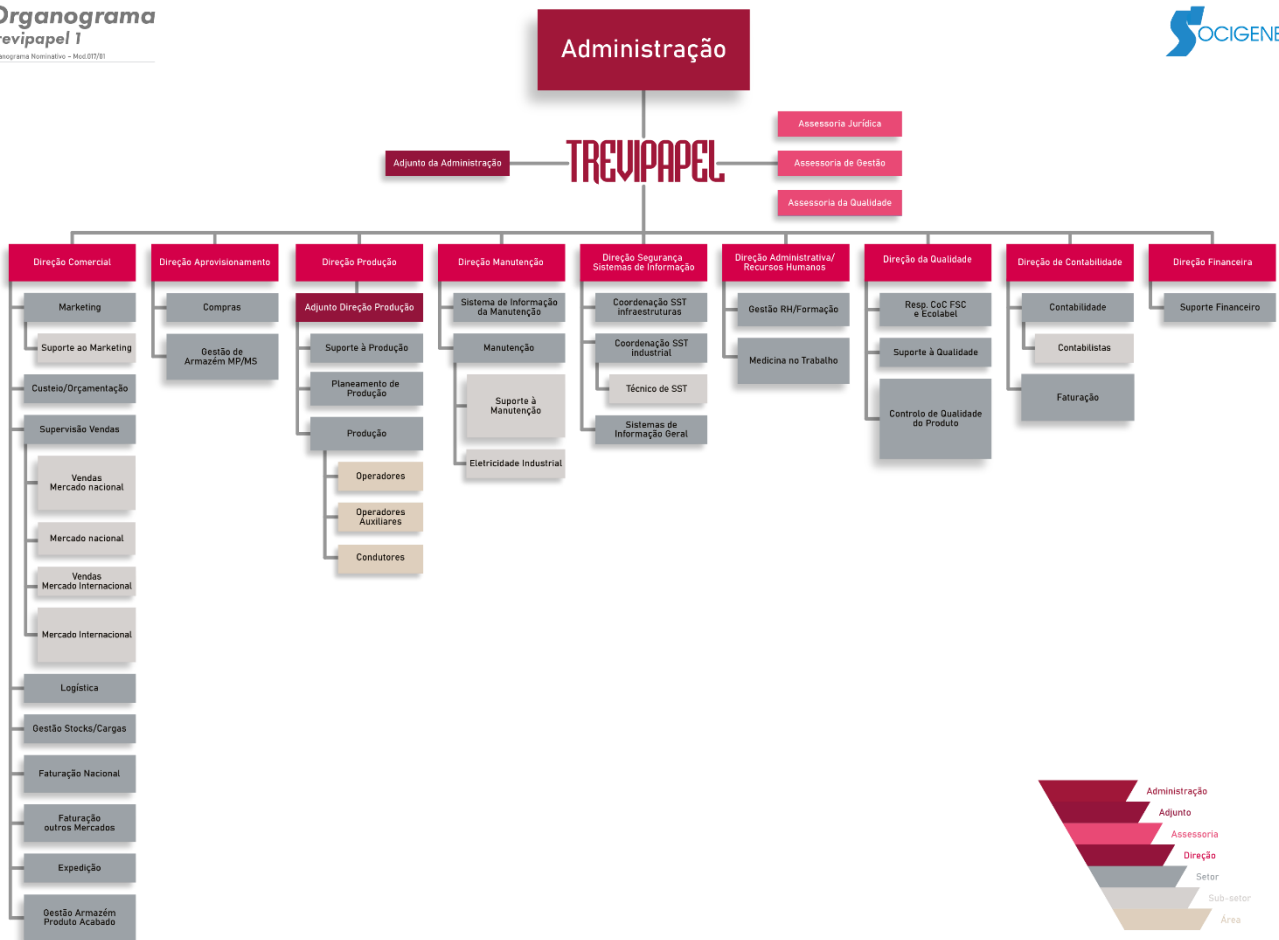 Organograma
Trevipapel 1
Organograma Nominativo - Mod.017/01
SOCIGENE
Administração
Adjunto da Administração
TREVIPAPEL
Assessoria Jurídica
Assessoria de Gestão
Assessoria da Qualidade
Direção Comercial
Marketing
Suporte ao Marketing
Custeio/Orçamentação
Supervisão Vendas
Vendas
Mercado nacional
Mercado nacional
Vendas
Mercado Internacional
Mercado Internacional
Logística
Gestão Stocks/Cargas
Faturação Nacional
Faturação
outros Mercados
Expedição
Gestão Armazém
Produto Acabado
Direção Aprovisionamento
Compras
Gestão de
Armazém MP/MS
Direção Produção
Adjunto Direção Produção
Suporte à Produção
Planeamento de
Produção
Produção
Operadores
Operadores
Auxiliares
Condutores
Direção Manutenção
Sistema de Informação
da Manutenção
Manutenção
Suporte à
Manutenção
Eletricidade Industrial
Direção Segurança
Sistemas de Informação
Coordenação SST
infraestruturas
Coordenação SST
industrial
Técnico de SST
Sistemas de
Informação Geral
Direção Administrativa/
Recursos Humanos
Gestão RH/Formação
Medicina no Trabalho
Direção da Qualidade
Resp. CoC FSC
e Ecolabel
Suporte à Qualidade
Controlo de Qualidade
do Produto
Direção de Contabilidade
Contabilidade
Contabilistas
Faturação
Direção Financeira
Suporte Financeiro
Administração
Adjunto
Assessoria
Direção
Setor
Sub-setor
Área